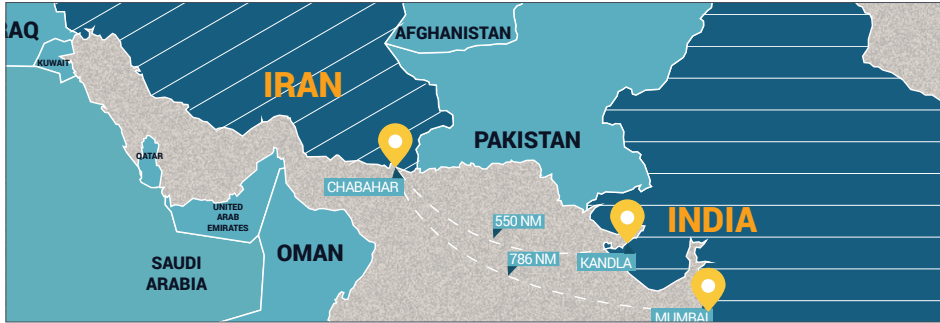 RAQ
KUWAIT
IRAN
AFGHANISTAN
PAKISTAN
QATAR
CHABAHAR
UNITED
ARAB
EMIRATES
550 NM
INDIA
OMAN
786 NM
KANDLA
SAUDI
ARABIA
MUMBAI